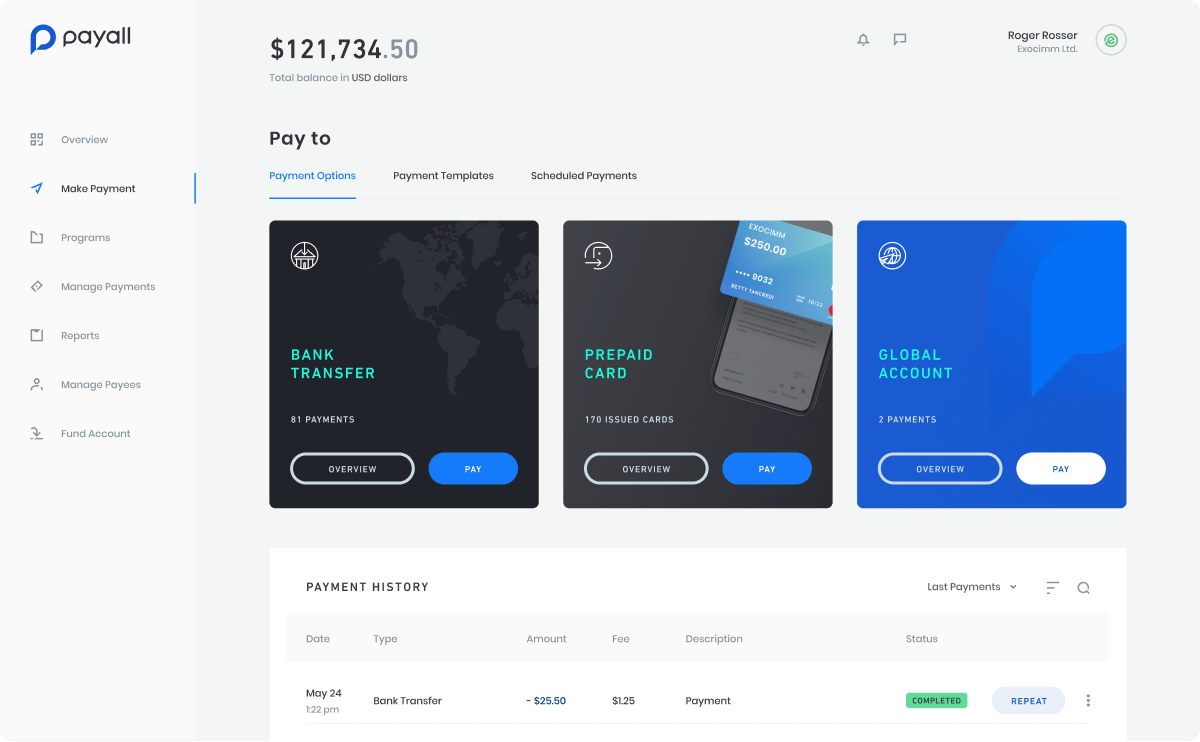 payall
$121,734.50
Total balance in USD dollars
Roger Rosser
Exocimm Ltd.
Overview
Make Payment
Programs
Manage Payments
Reports
Manage Payees
Fund Account
Pay to
Payment Options
Payment Templates
Scheduled Payments
BANK
TRANSFER
81 PAYMENTS
OVERVIEW
PAY
EXOCIMM
$250.00
•••• 9032
BETTY TANCREDI
10/22
PREPAID
CARD
170 ISSUED CARDS
OVERVIEW
PAY
GLOBAL
ACCOUNT
2 PAYMENTS
OVERVIEW
PAY
PAYMENT HISTORY
Last Payments
Date Type Amount Fee Description Status
May 24
1:22 pm
Bank Transfer - $25.50 $1.25 Payment COMPLETED REPEAT